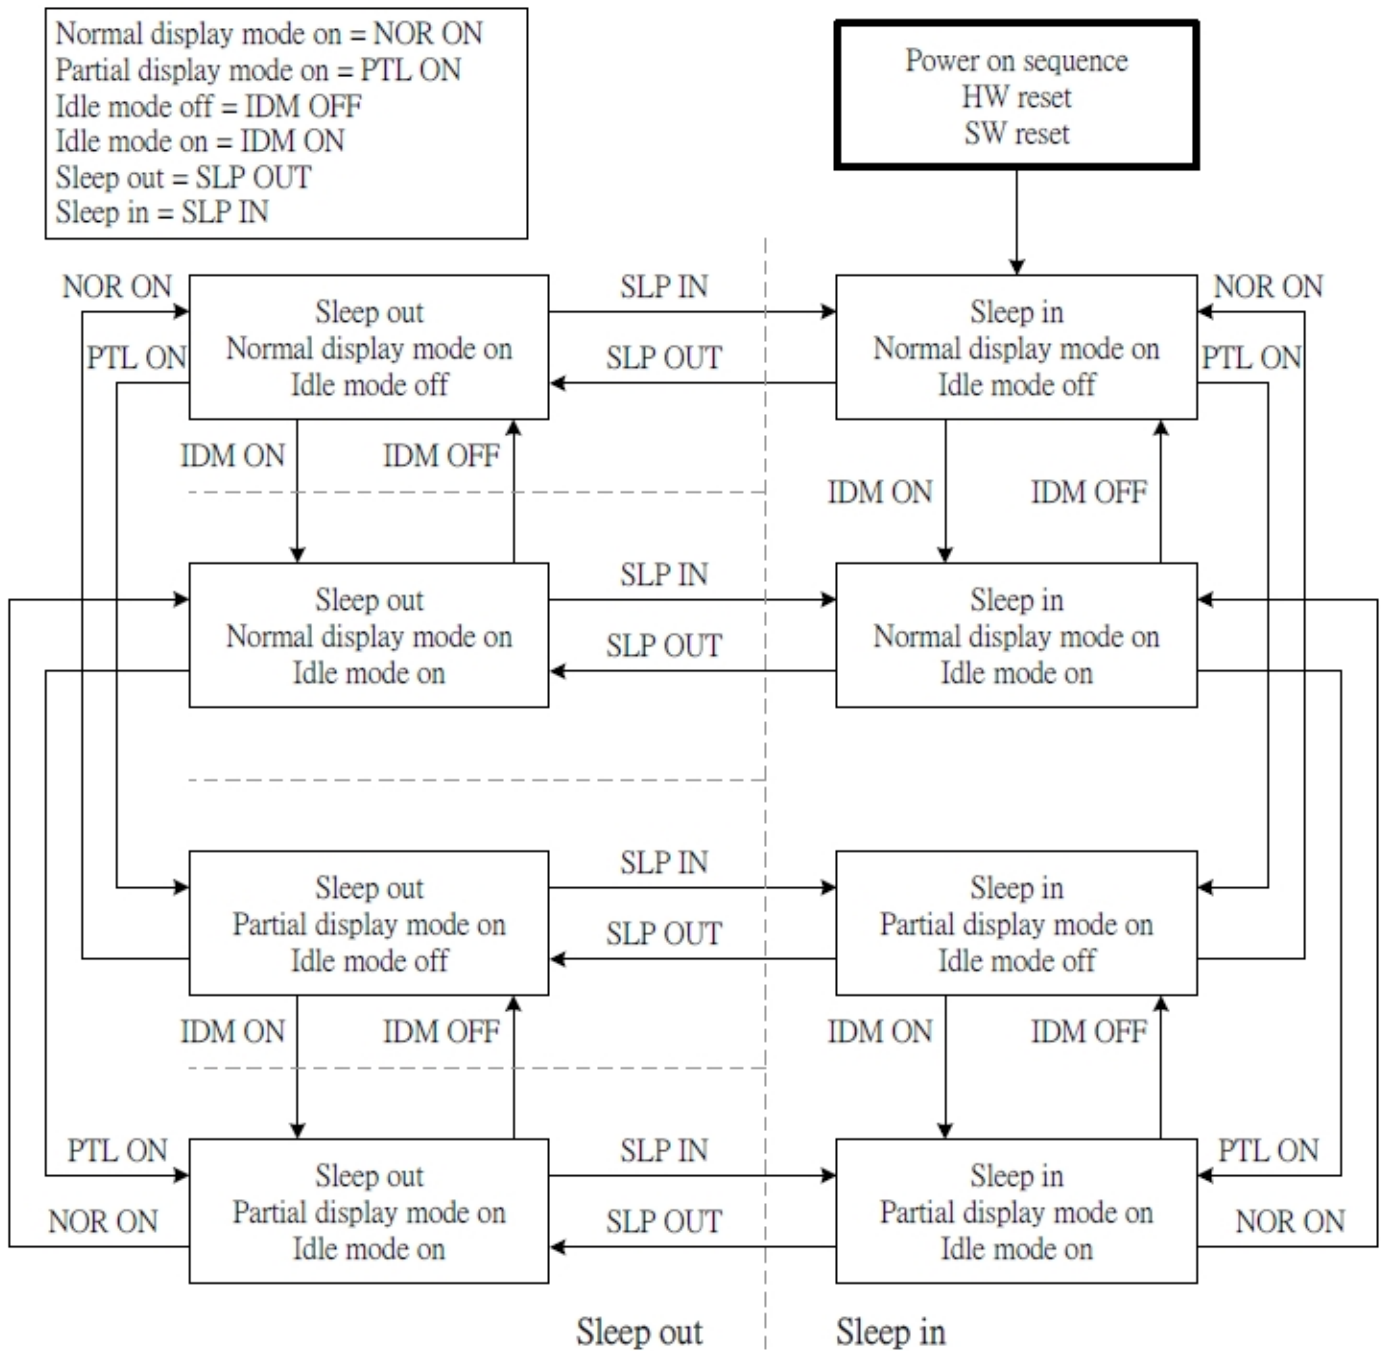 Normal display mode on = NOR ON
Partial display mode on = PTL ON
Idle mode off = IDM OFF
Idle mode on = IDM ON
Sleep out = SLP OUT
Sleep in = SLP IN
Power on sequence
HW reset
SW reset
NOR ON
Sleep out
Normal display mode on
Idle mode off
PTL ON
SLP IN
SLP OUT
Sleep in
Normal display mode on
Idle mode off
NOR ON
PTL ON
IDM ON
IDM OFF
IDM ON
IDM OFF
Sleep out
Normal display mode on
Idle mode on
SLP IN
SLP OUT
Sleep in
Normal display mode on
Idle mode on
Sleep out
Partial display mode on
Idle mode off
SLP IN
SLP OUT
Sleep in
Partial display mode on
Idle mode off
IDM ON
IDM OFF
IDM ON
IDM OFF
PTL ON
NOR ON
Sleep out
Partial display mode on
Idle mode on
SLP IN
SLP OUT
Sleep in
Partial display mode on
Idle mode on
PTL ON
NOR ON
Sleep out
Sleep in